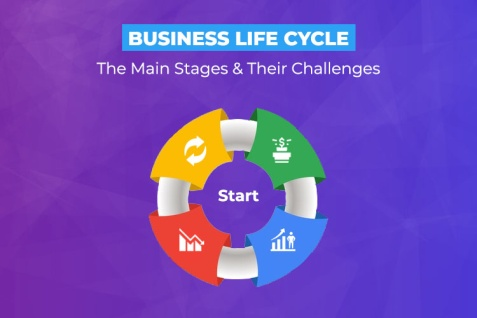 BUSINESS LIFE CYCLE
The Main Stages & Their Challenges
$
Start